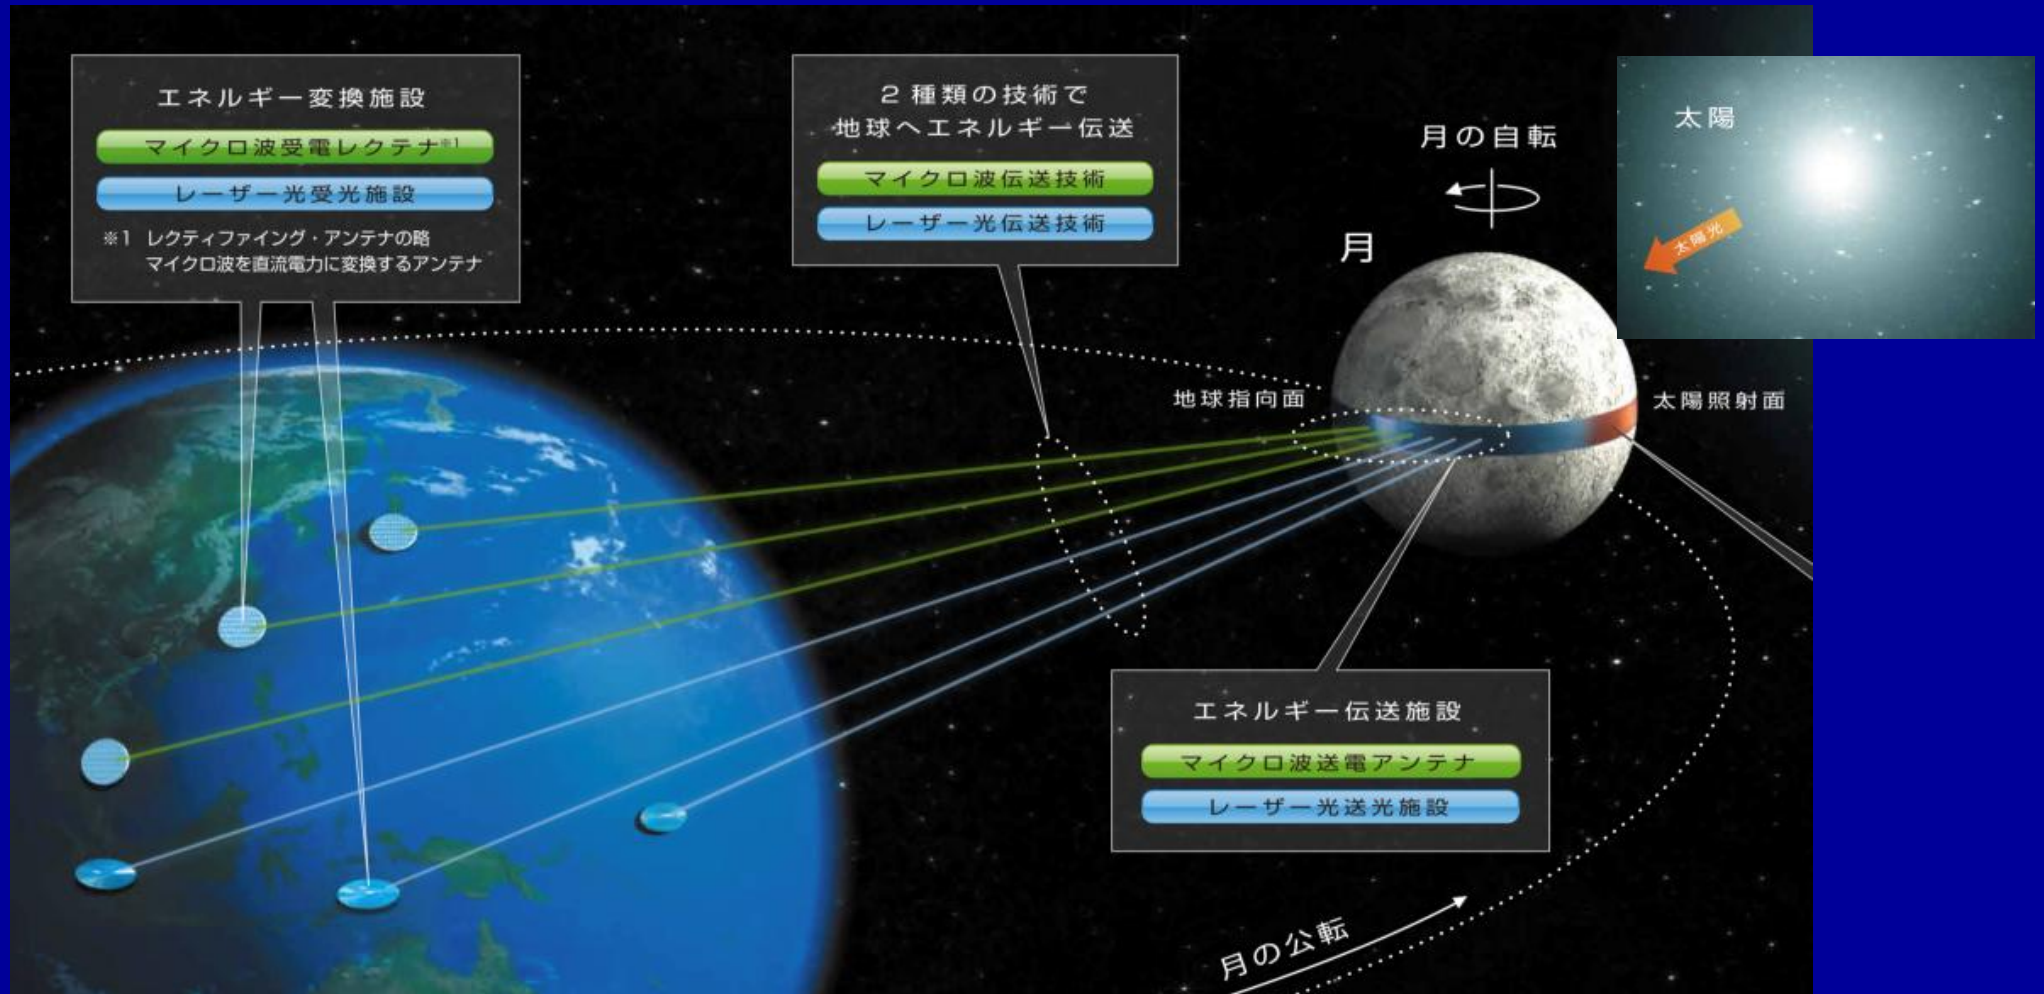 エネルギー変換施設
マイクロ波受電レクテナ※1
レーザー光受光施設
※1 レクティファイング・アンテナの略
マイクロ波を直流電力に変換するアンテナ
2種類の技術で
地球へエネルギー伝送
マイクロ波伝送技術
レーザー光伝送技術
月の自転
月
太陽
太陽光
地球指向面
太陽照射面
エネルギー伝送施設
マイクロ波送電アンテナ
レーザー光送光施設
月の公転